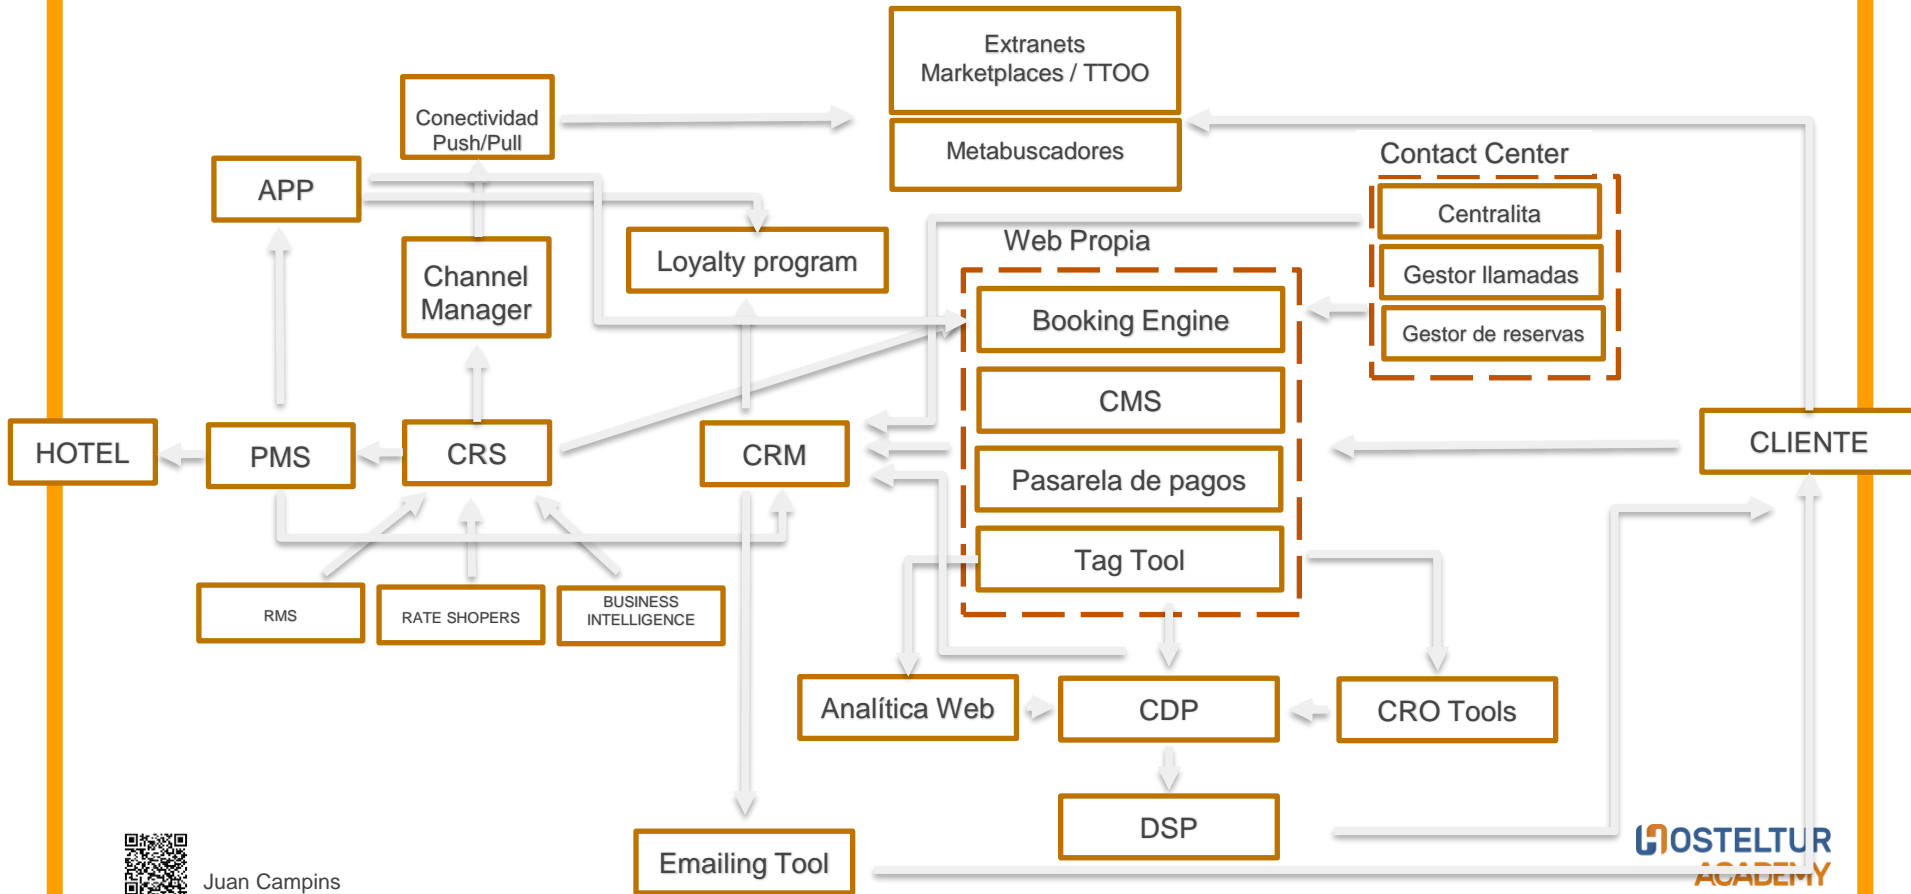 Extranets
Marketplaces / TTOO
Conectividad
Push/Pull
Metabuscadores
Contact Center
APP
Centralita
Web Propia
Loyalty program
Channel
Manager
Gestor llamadas
Booking Engine
Gestor de reservas
CMS
HOTEL
PMS
CRS
CRM
CLIENTE
Pasarela de pagos
Tag Tool
RMS
RATE SHOPERS
BUSINESS
INTELLIGENCE
Analítica Web
CDP
CRO Tools
DSP
Emailing Tool
HOSTELTUR
ACADEMY
Juan Campins